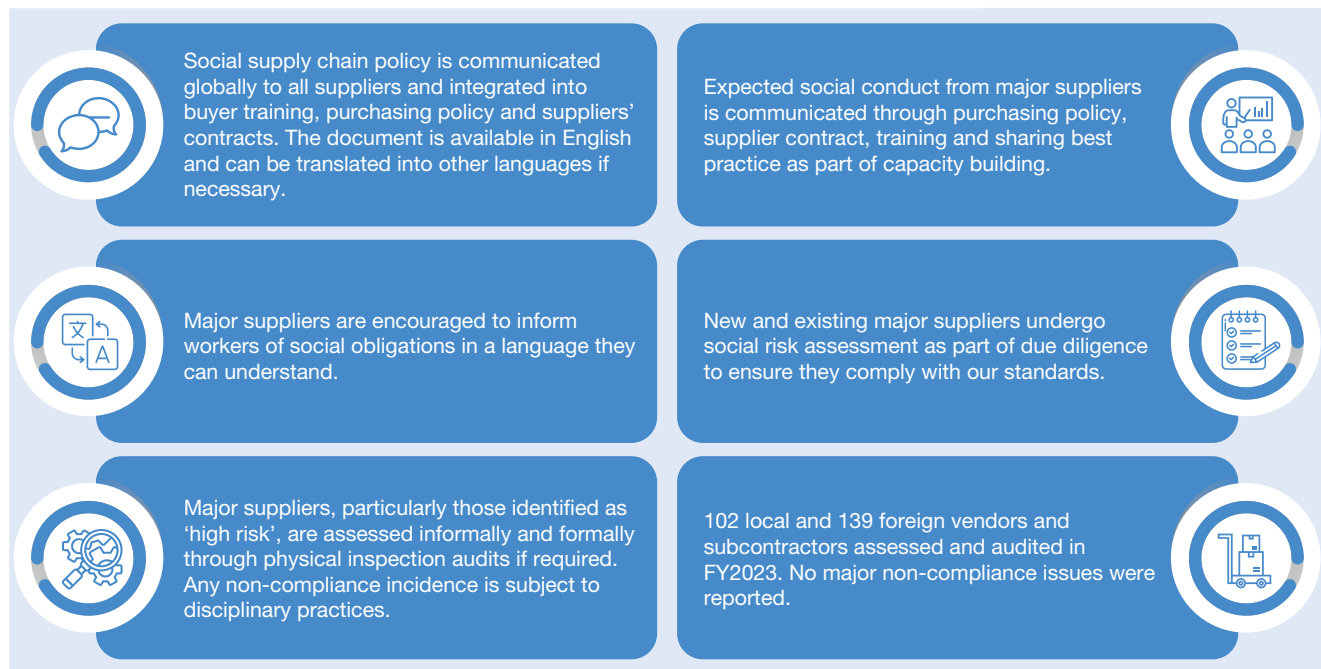 Social supply chain policy is communicated
globally to all suppliers and integrated into
buyer training, purchasing policy and suppliers’
contracts. The document is available in English
and can be translated into other languages if
necessary.
Expected social conduct from major suppliers
is communicated through purchasing policy,
supplier contract, training and sharing best
practice as part of capacity building.
文
A
Major suppliers are encouraged to inform
workers of social obligations in a language they
can understand.
New and existing major suppliers undergo
social risk assessment as part of due diligence
to ensure they comply with our standards.
Major suppliers, particularly those identified as
‘high risk’, are assessed informally and formally
through physical inspection audits if required.
Any non-compliance incidence is subject to
disciplinary practices.
102 local and 139 foreign vendors and
subcontractors assessed and audited in
FY2023. No major non-compliance issues were
reported.